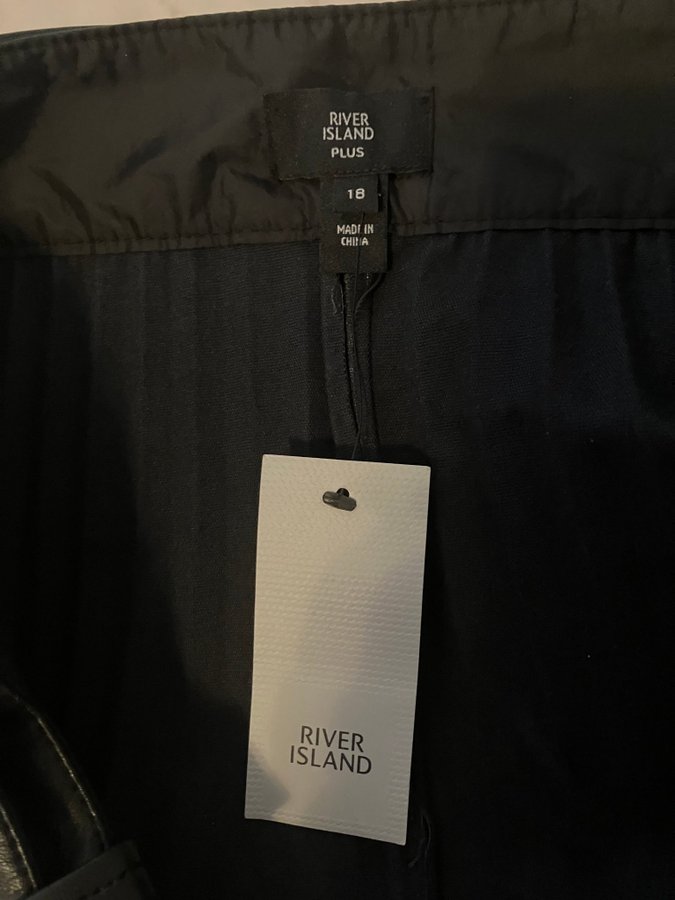 RIVER
ISLAND
PLUS
18
MADE IN
CHINA
RIVER
ISLAND